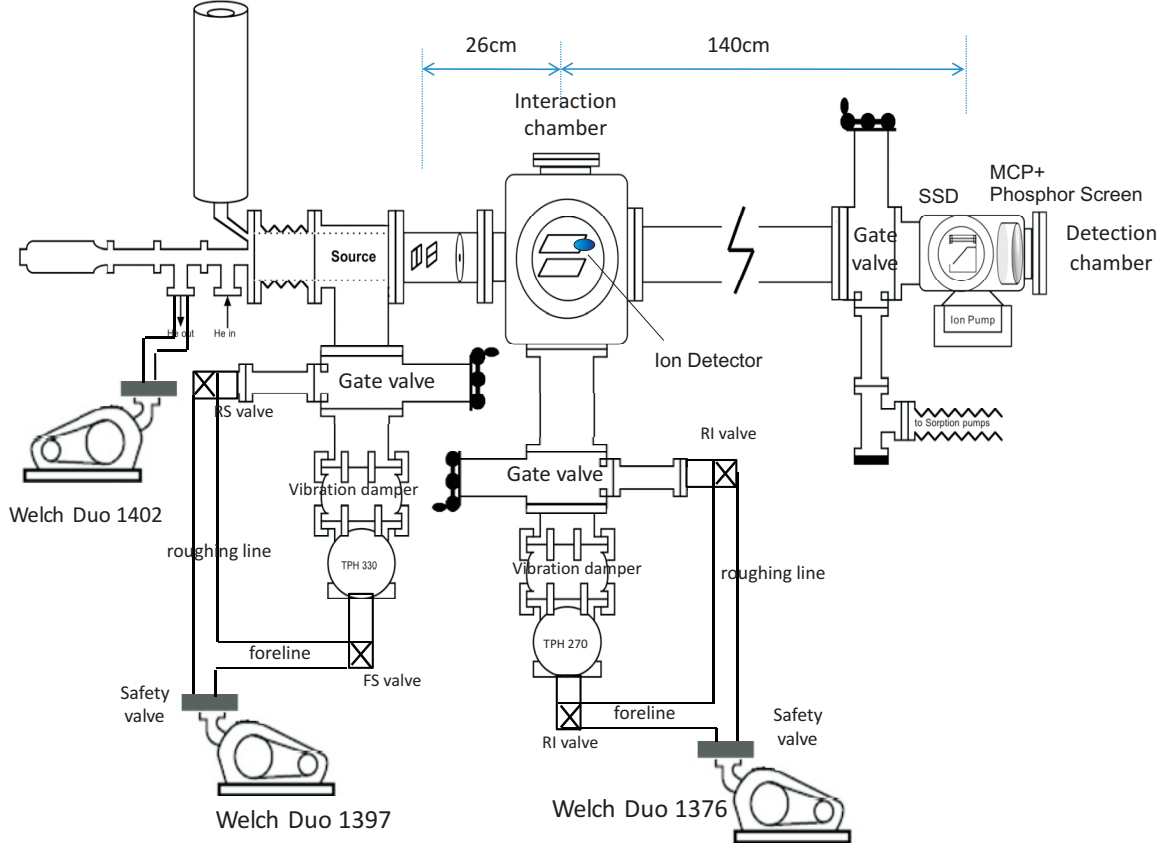 26cm
140cm
Interaction
chamber
MCP+
Phosphor Screen
SSD
Detection
chamber
Gate
valve
Source
Ion Pump
He out
He in
Ion Detector
Gate valve
RS valve
to Sorption pumps
RI valve
Gate valve
Vibration damper
Welch Duo 1402
roughing line
TPH 330
Vibration damper
roughing line
TPH 270
foreline
FS valve
Safety
valve
foreline
RI valve
Safety
valve
Welch Duo 1397
Welch Duo 1376